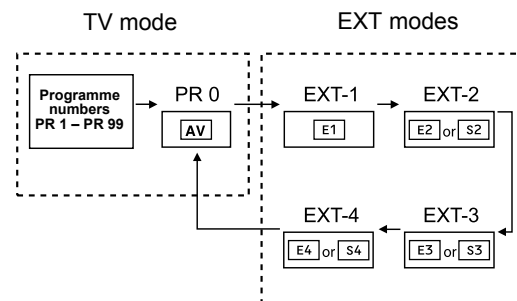 TV mode
EXT modes
Programme
numbers
PR 1 – PR 99
PR 0
AV
EXT-1
E1
EXT-2
E2 or S2
EXT-4
E4 or S4
EXT-3
E3 or S3